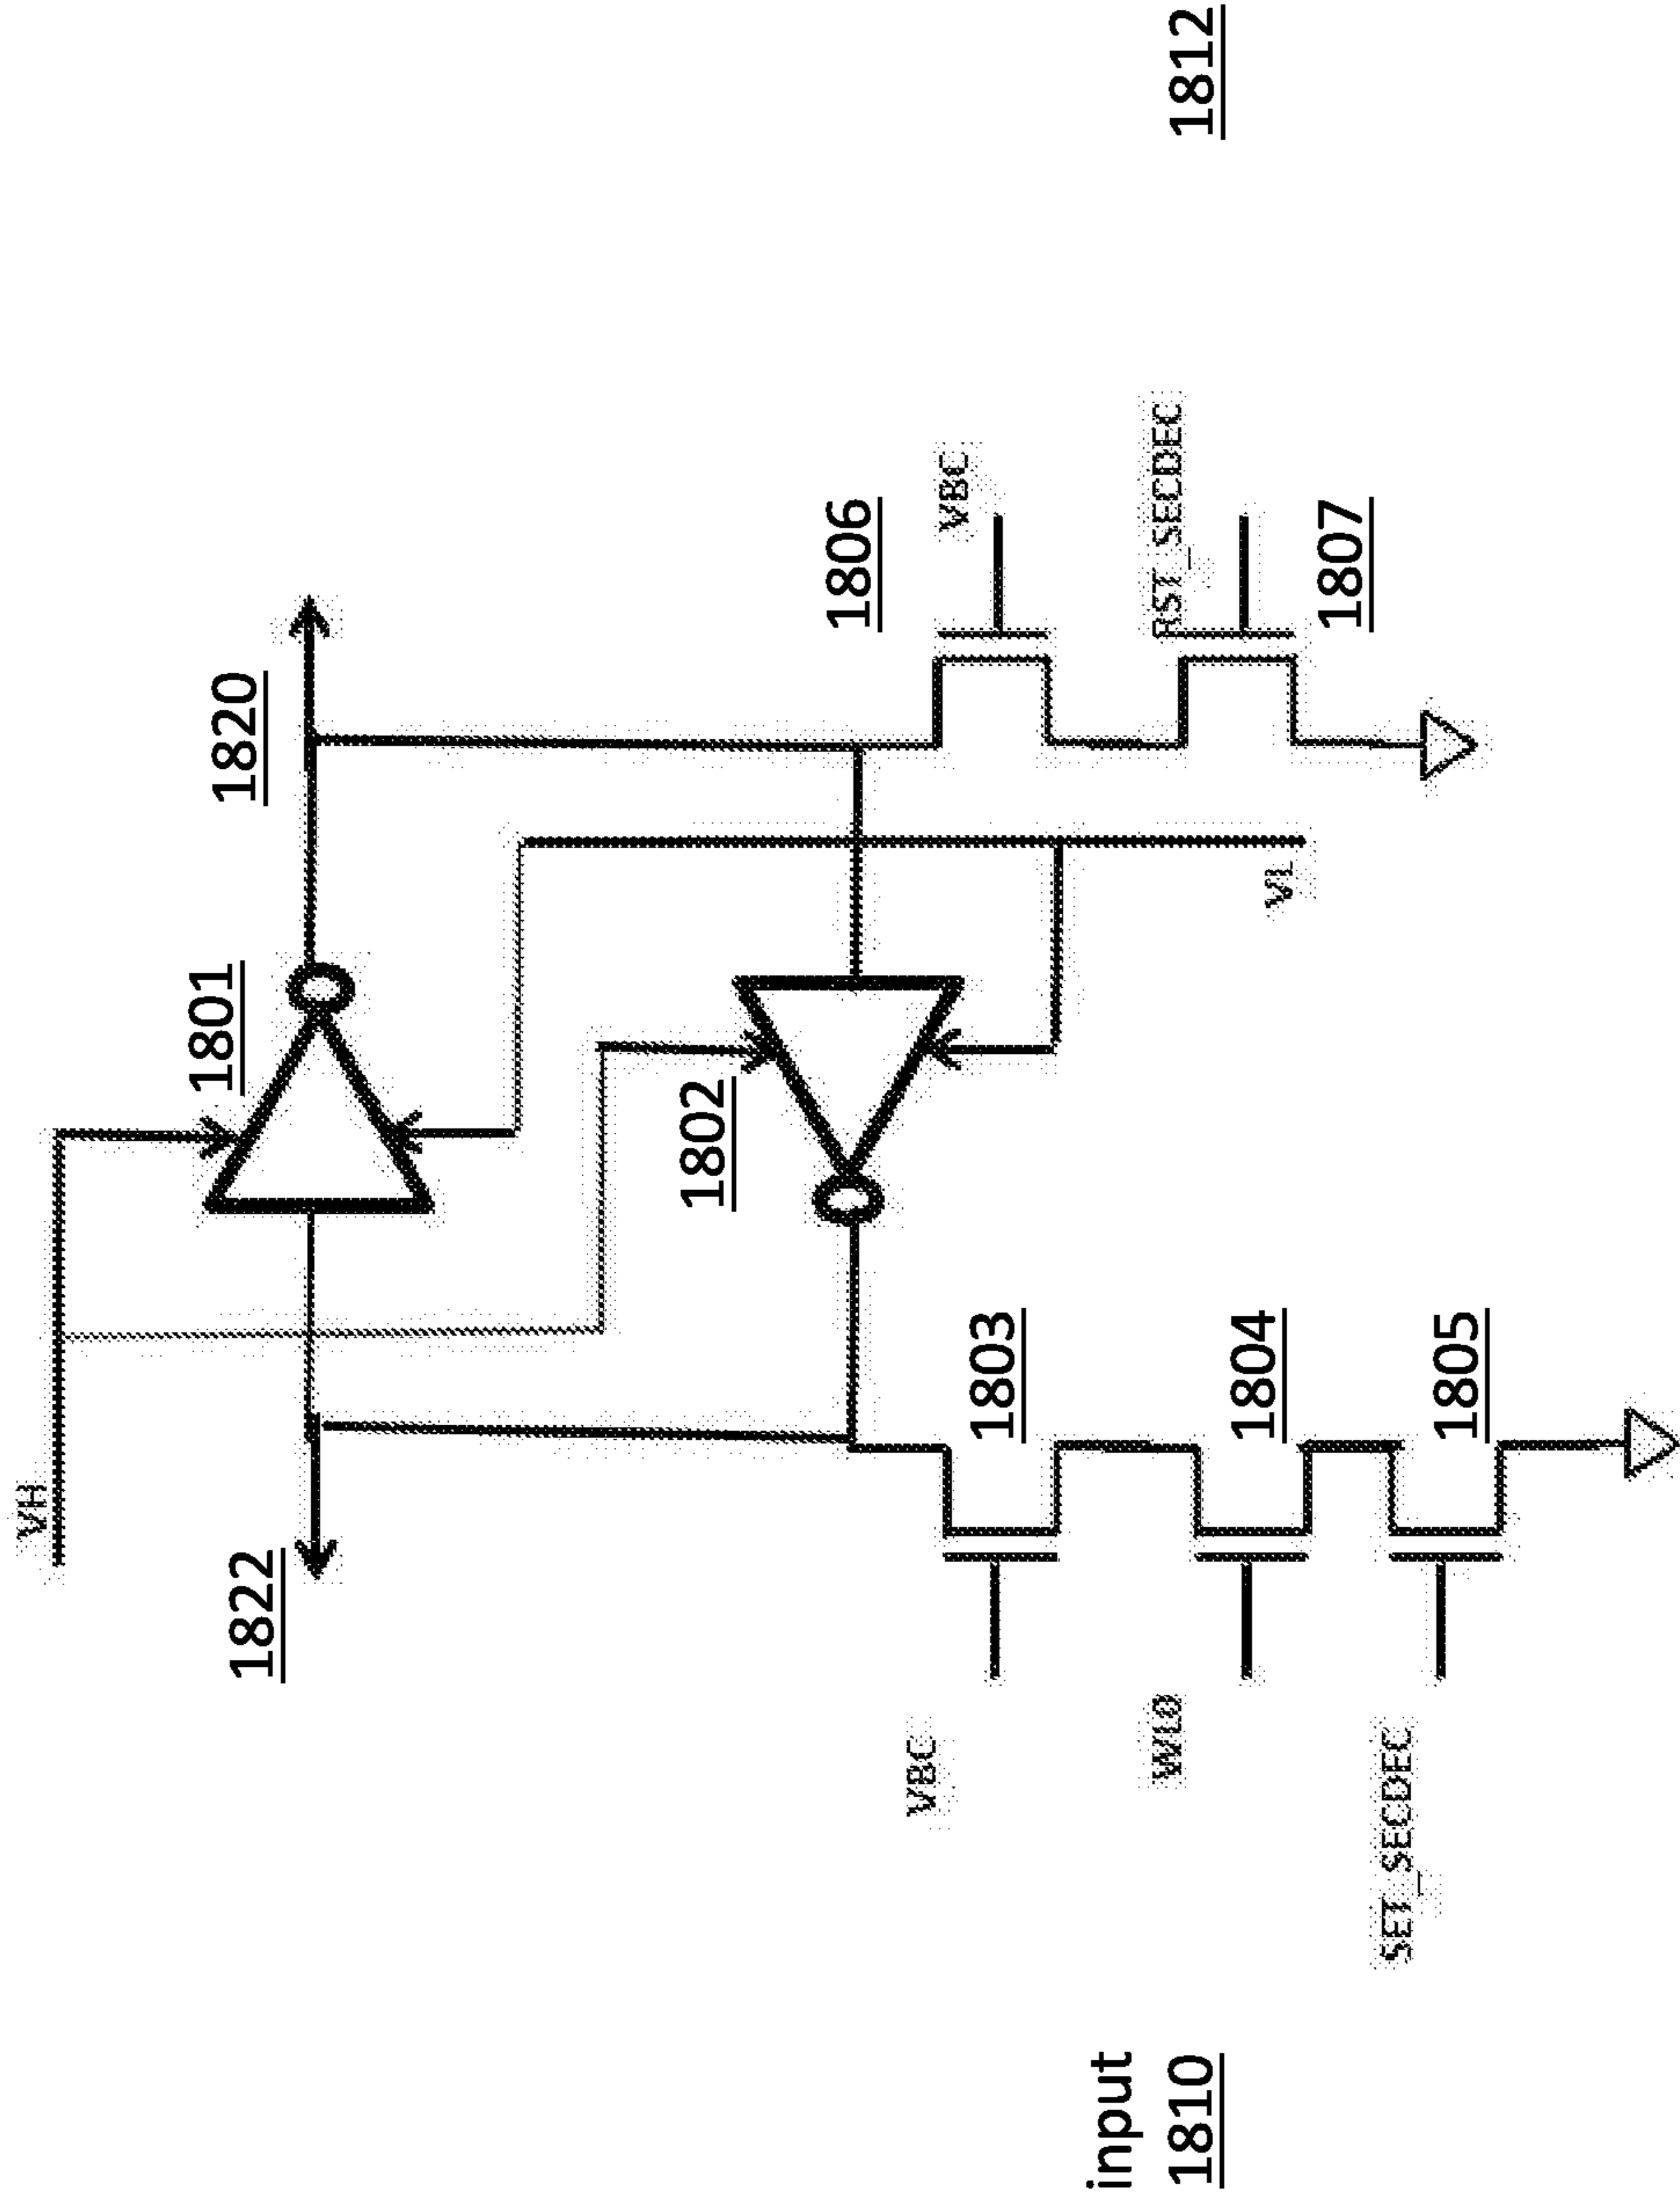 VH
1822 1801 1820
1802
1806
VBC 1803 VBC
input
WL0 RST_SECDEC
1810 1804 1812
VL
1807
SET_SECDEC 1805